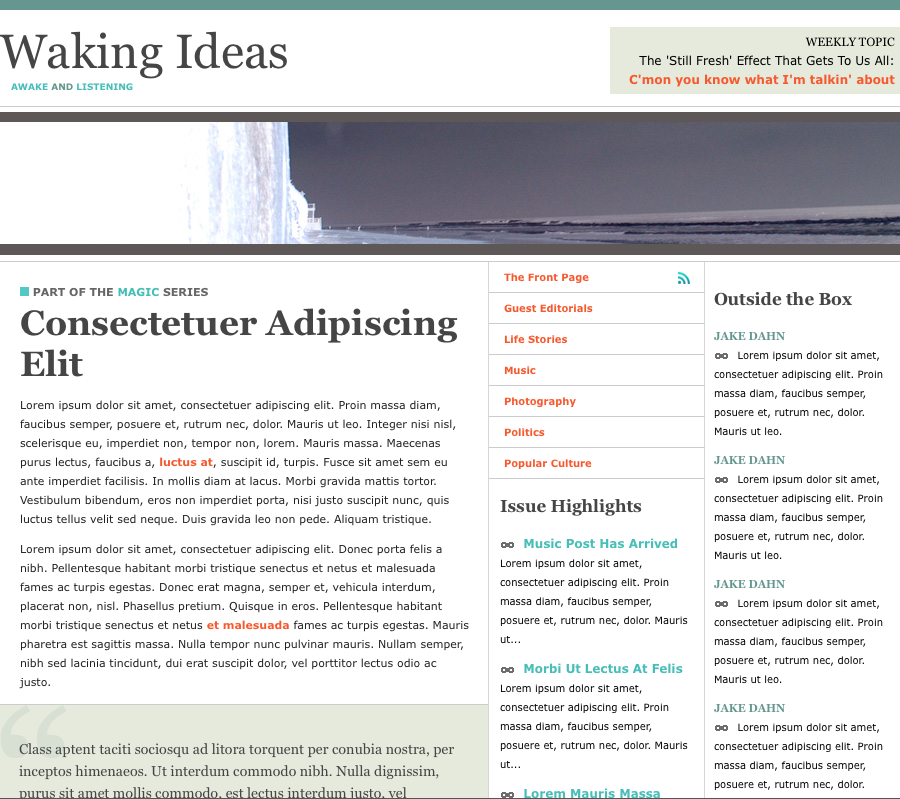 Waking Ideas
AWAKE AND LISTENING
WEEKLY TOPIC
The 'Still Fresh' Effect That Gets To Us All:
C'mon you know what I'm talkin' about
PART OF THE MAGIC SERIES
Consectetuer Adipiscing
Elit
Lorem ipsum dolor sit amet, consectetuer adipiscing elit. Proin massa diam,
faucibus semper, posuere et, rutrum nec, dolor. Mauris ut leo. Integer nisi nisl,
scelerisque eu, imperdiet non, tempor non, lorem. Mauris massa. Maecenas
purus lectus, faucibus a, luctus at, suscipit id, turpis. Fusce sit amet sem eu
ante imperdiet facilisis. In mollis diam at lacus. Morbi gravida mattis tortor.
Vestibulum bibendum, eros non imperdiet porta, nisi justo suscipit nunc, quis
luctus tellus velit sed neque. Duis gravida leo non pede. Aliquam tristique.
Lorem ipsum dolor sit amet, consectetuer adipiscing elit. Donec porta felis a
nibh. Pellentesque habitant morbi tristique senectus et netus et malesuada
fames ac turpis egestas. Donec erat magna, semper et, vehicula interdum,
placerat non, nisl. Phasellus pretium. Quisque in eros. Pellentesque habitant
morbi tristique senectus et netus et malesuada fames ac turpis egestas. Mauris
pharetra est sagittis massa. Nulla tempor nunc pulvinar mauris. Nullam semper,
nibh sed lacinia tincidunt, dui erat suscipit dolor, vel porttitor lectus odio ac
justo.
Class aptent taciti sociosqu ad litora torquent per conubia nostra, per
inceptos himenaeos. Ut interdum commodo nibh. Nulla dignissim,
purus sit amet mollis commodo, est lectus interdum justo, vel
The Front Page
Guest Editorials
Life Stories
Music
Photography
Politics
Popular Culture
Issue Highlights
Music Post Has Arrived
Lorem ipsum dolor sit amet,
consectetuer adipiscing elit. Proin
massa diam, faucibus semper,
posuere et, rutrum nec, dolor. Mauris
ut...
Morbi Ut Lectus At Felis
Lorem ipsum dolor sit amet,
consectetuer adipiscing elit. Proin
massa diam, faucibus semper,
posuere et, rutrum nec, dolor. Mauris
ut...
Lorem Mauris Massa
Outside the Box
JAKE DAHN
Lorem ipsum dolor sit amet,
consectetuer adipiscing elit. Proin
massa diam, faucibus semper,
posuere et, rutrum nec, dolor.
Mauris ut leo.
JAKE DAHN
Lorem ipsum dolor sit amet,
consectetuer adipiscing elit. Proin
massa diam, faucibus semper,
posuere et, rutrum nec, dolor.
Mauris ut leo.
JAKE DAHN
Lorem ipsum dolor sit amet,
consectetuer adipiscing elit. Proin
massa diam, faucibus semper,
posuere et, rutrum nec, dolor.
Mauris ut leo.
JAKE DAHN
Lorem ipsum dolor sit amet,
consectetuer adipiscing elit. Proin
massa diam, faucibus semper,
posuere et, rutrum nec, dolor.